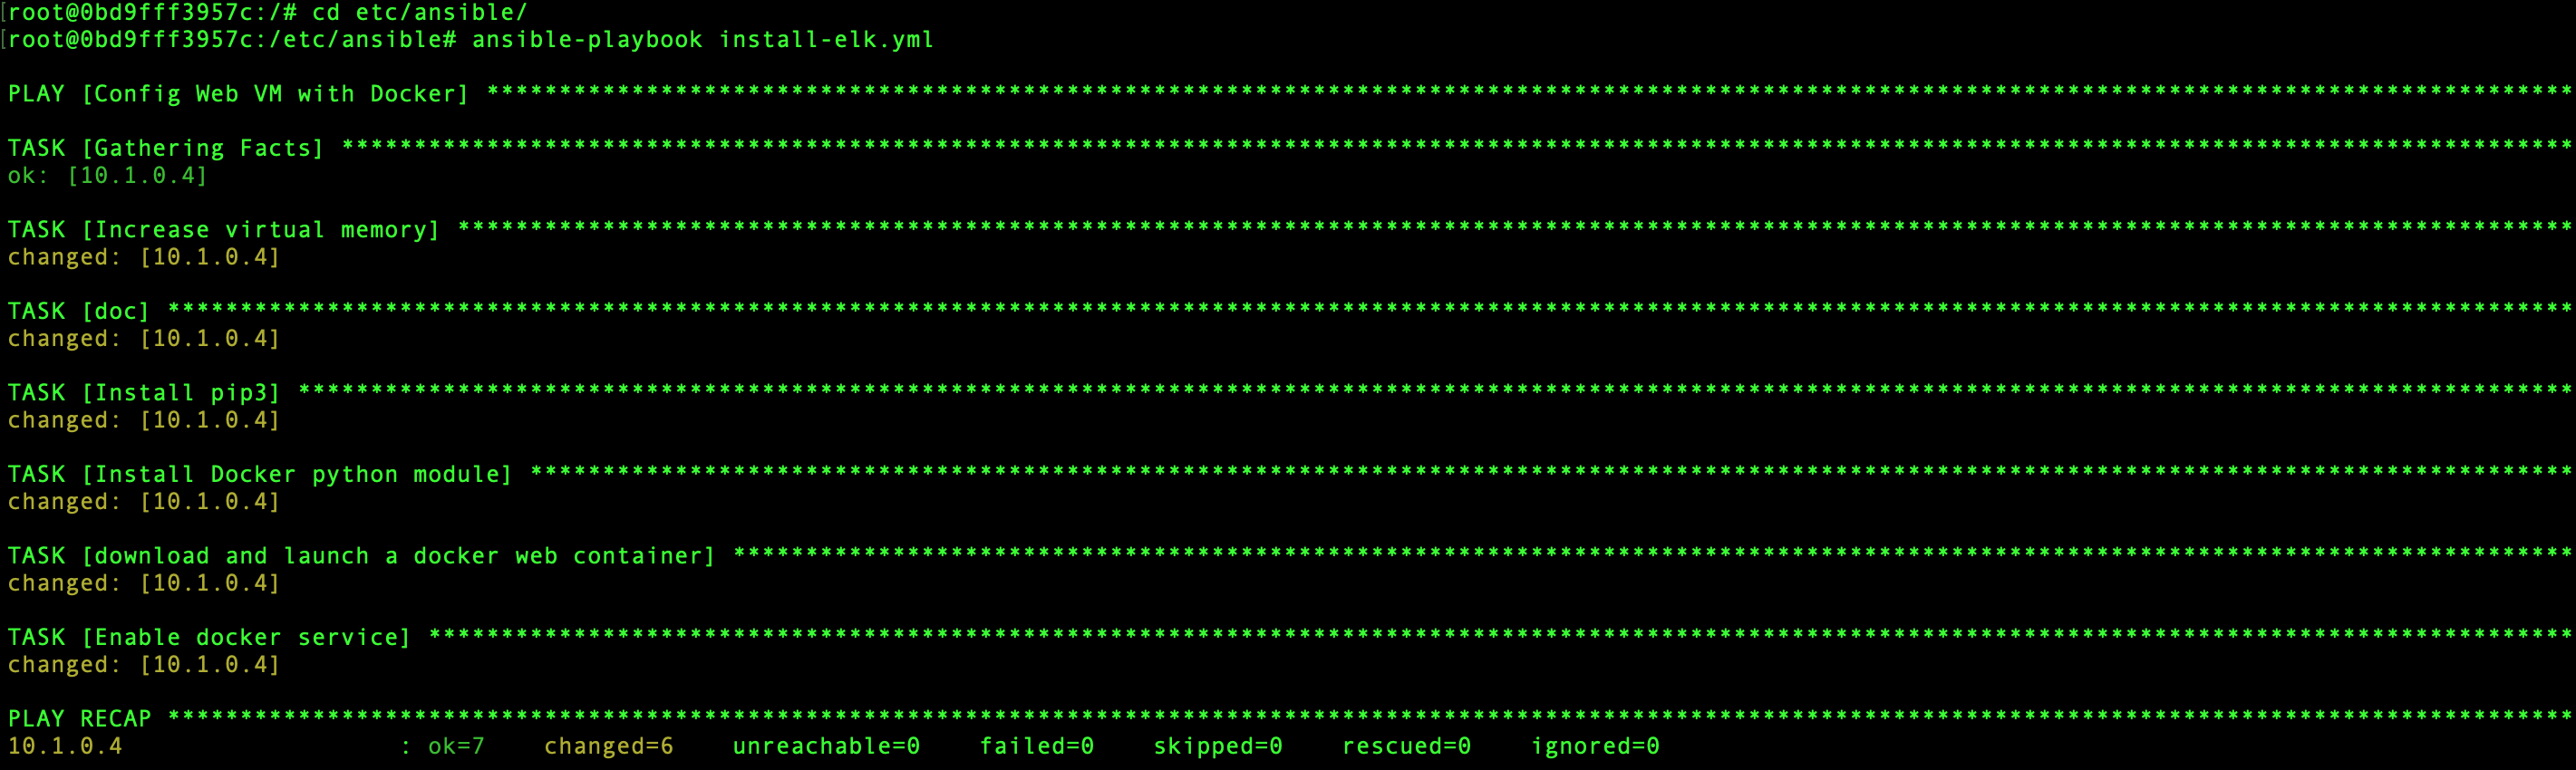 [root@0bd9fff3957c:/# cd etc/ansible/
[root@0bd9fff3957c:/etc/ansible# ansible-playbook install-elk.yml
PLAY [Config Web VM with Docker] ************************************************************************************************************************************************
TASK [Gathering Facts] **********************************************************************************************************************************************************
ok: [10.1.0.4]
TASK [Increase virtual memory] **************************************************************************************************************************************************
changed: [10.1.0.4]
TASK [doc] **********************************************************************************************************************************************************************
changed: [10.1.0.4]
TASK [Install pip3] *************************************************************************************************************************************************************
changed: [10.1.0.4]
TASK [Install Docker python module] *********************************************************************************************************************************************
changed: [10.1.0.4]
TASK [download and launch a docker web container] *******************************************************************************************************************************
changed: [10.1.0.4]
TASK [Enable docker service] ****************************************************************************************************************************************************
changed: [10.1.0.4]
PLAY RECAP **********************************************************************************************************************************************************************
10.1.0.4                   : ok=7    changed=6    unreachable=0    failed=0    skipped=0    rescued=0    ignored=0